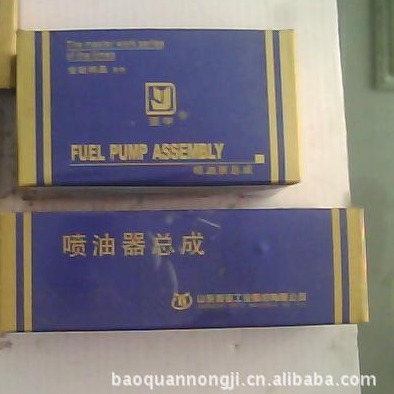 The master work series
of the times
FUEL PUMP ASSEMBLY
喷油泵总成
喷油器总成
baoquannongji.cn.alibaba.com